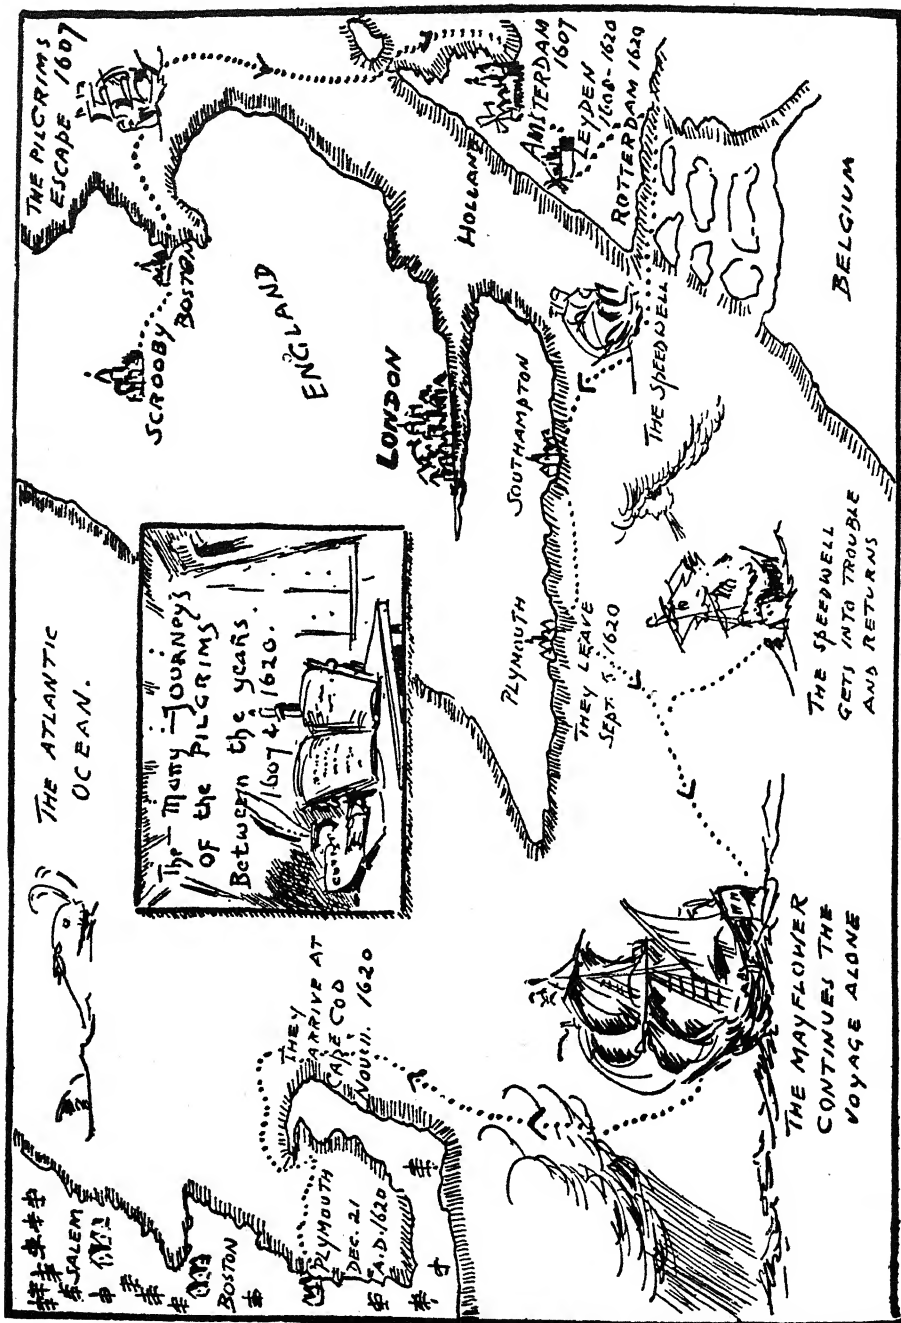 THE ATLANTIC
OCEAN.
The Many Journeys
OF the PILGRIMS
Between the years
1607 & 1620.
THE PILGRIMS
ESCAPE 1607
SCROOBY
BOSTON
ENGLAND
LONDON
HOLLAND
AMSTERDAM
1607
LEYDEN
1608-1620
ROTTERDAM 1620
BELGIUM
SOUTHAMPTON
THE SPEEDWELL
PLYMOUTH
THEY LEAVE
SEPT. 6, 1620
THE SPEEDWELL
GETS INTO TROUBLE
AND RETURNS
THE MAYFLOWER
CONTINUES THE
VOYAGE ALONE
THEY
ARRIVE AT
CAPE COD
NOV. 11. 1620
SALEM
BOSTON
PLYMOUTH
DEC. 21
A.D. 1620